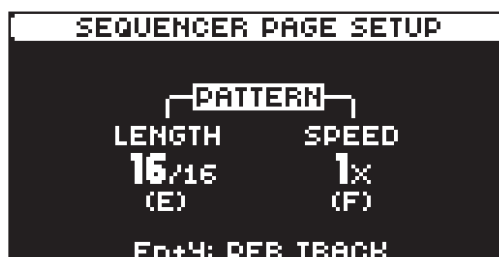 SEQUENCER PAGE SETUP
PATTERN
LENGTH SPEED
16/16 1x
(E) (F)